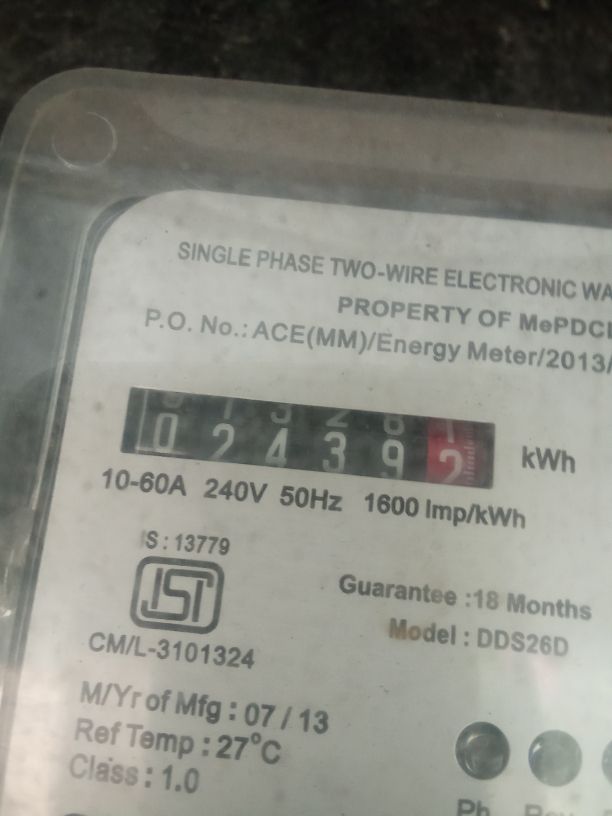 SINGLE PHASE TWO-WIRE ELECTRONIC WA
PROPERTY OF MePDCL
P.O. No.: ACE(MM)/Energy Meter/2013/
0 2 4 3 9 2 kWh
10-60A 240V 50Hz 1600 Imp/kWh
IS : 13779
ISI
CM/L-3101324
Guarantee :18 Months
Model : DDS26D
M/Yr of Mfg : 07 / 13
Ref Temp : 27°C
Class : 1.0
Ph